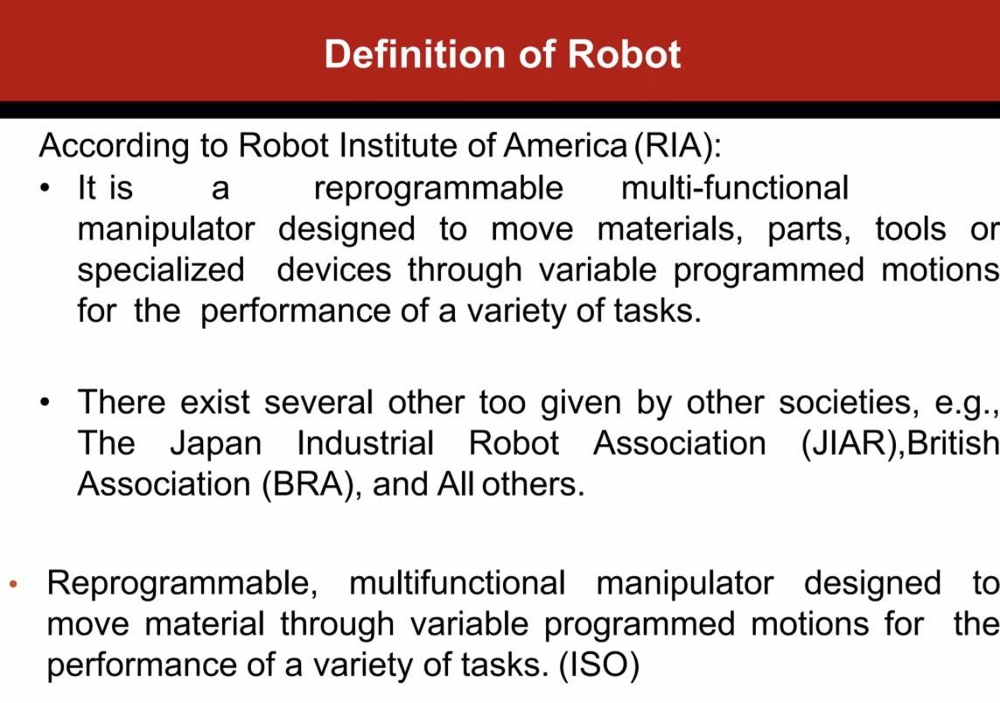 Definition of Robot
According to Robot Institute of America (RIA):
• It is a reprogrammable multi-functional
manipulator designed to move materials, parts, tools or
specialized devices through variable programmed motions
for the performance of a variety of tasks.
• There exist several other too given by other societies, e.g.,
The Japan Industrial Robot Association (JIAR),British
Association (BRA), and All others.
• Reprogrammable, multifunctional manipulator designed to
move material through variable programmed motions for the
performance of a variety of tasks. (ISO)